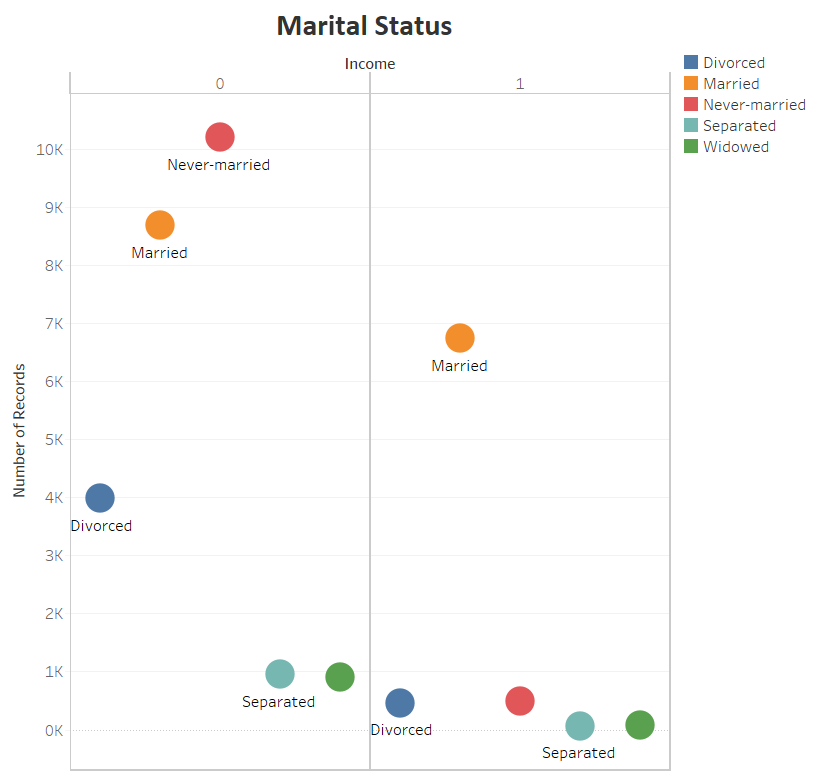 Marital Status
Income
0 1
Divorced
Married
Never-married
Separated
Widowed
Number of Records
10K
9K
8K
7K
6K
5K
4K
3K
2K
1K
0K
Never-married
Married
Married
Divorced
Separated
Divorced
Separated